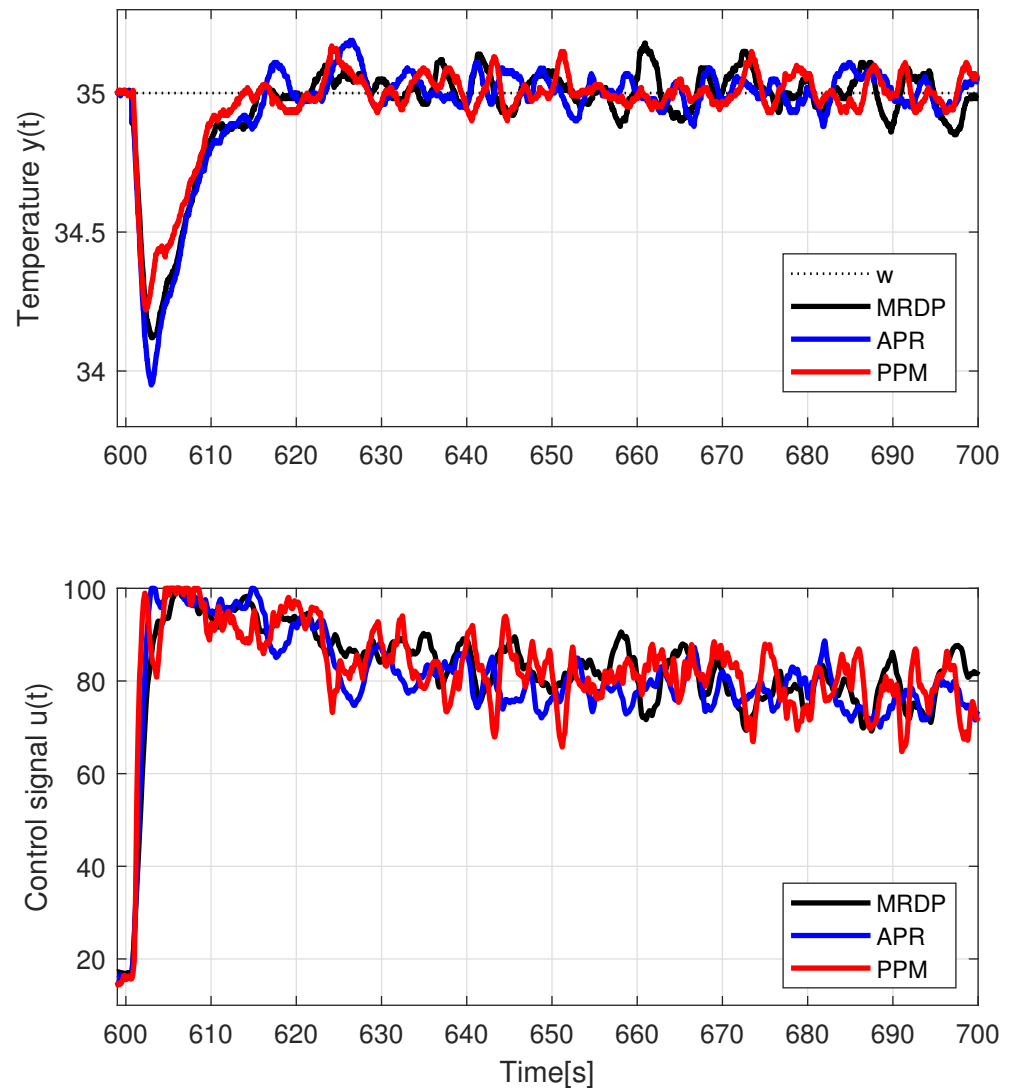 Temperature y(t)
35
34.5
34
w
MRDP
APR
PPM
600 610 620 630 640 650 660 670 680 690 700
Control signal u(t)
100
80
60
40
20
MRDP
APR
PPM
600 610 620 630 640 650 660 670 680 690 700
Time[s]